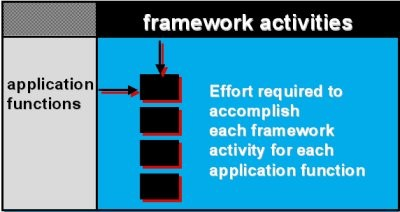 framework activities
application
functions
Effort required to
accomplish
each framework
activity for each
application function